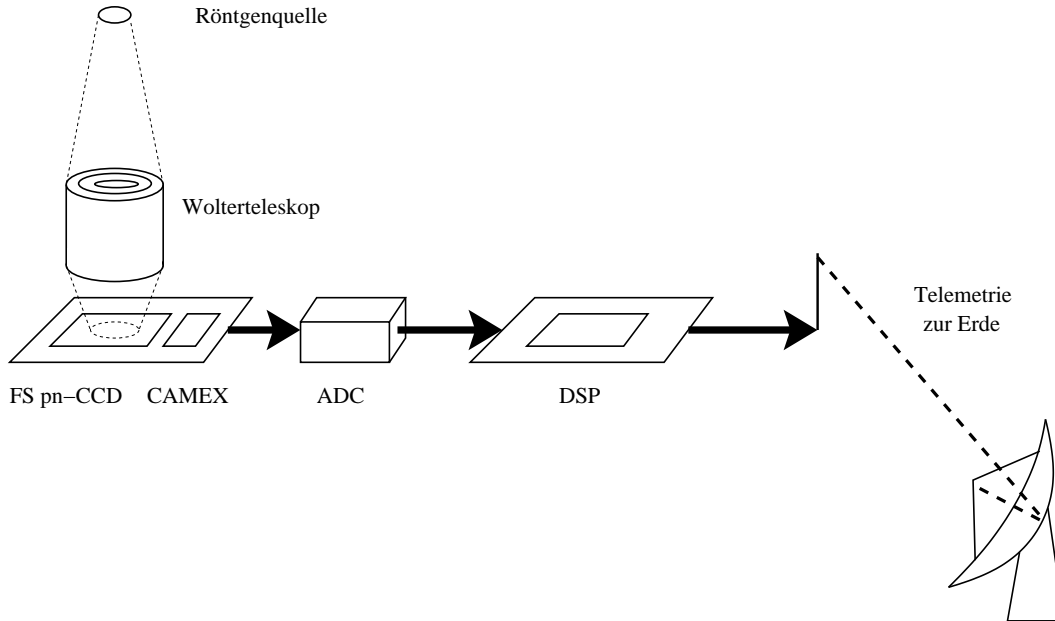 Röntgenquelle
Wolterteleskop
Telemetrie
zur Erde
FS pn−CCD CAMEX ADC DSP